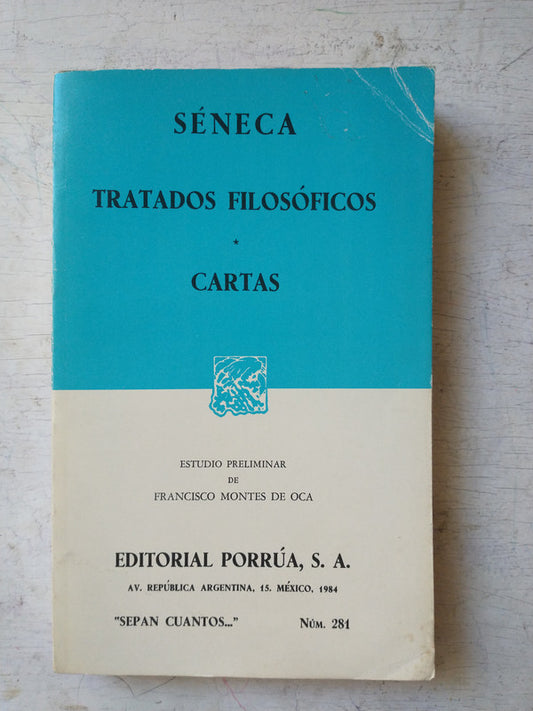 SÉNECA
TRATADOS FILOSÓFICOS
*
CARTAS
ESTUDIO PRELIMINAR
DE
FRANCISCO MONTES DE OCA
EDITORIAL PORRÚA, S. A.
AV. REPÚBLICA ARGENTINA, 15. MÉXICO, 1984
"SEPAN CUANTOS..." NÚM. 281